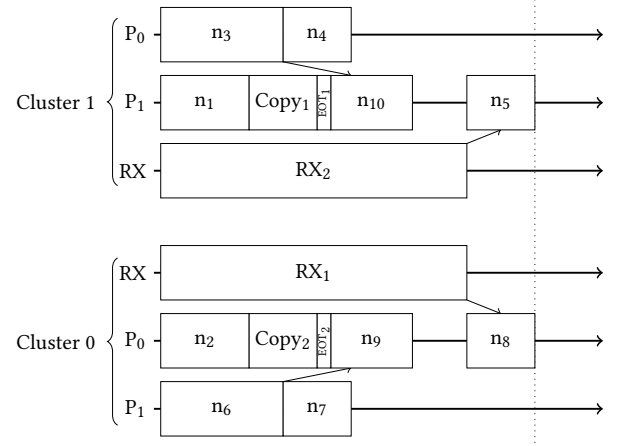 P₀ n₃ n₄
Cluster 1 P₁ n₁ Copy₁ EOT₁ n₁₀ n₅
RX RX₂
RX RX₁
Cluster 0 P₀ n₂ Copy₂ EOT₂ n₉ n₈
P₁ n₆ n₇